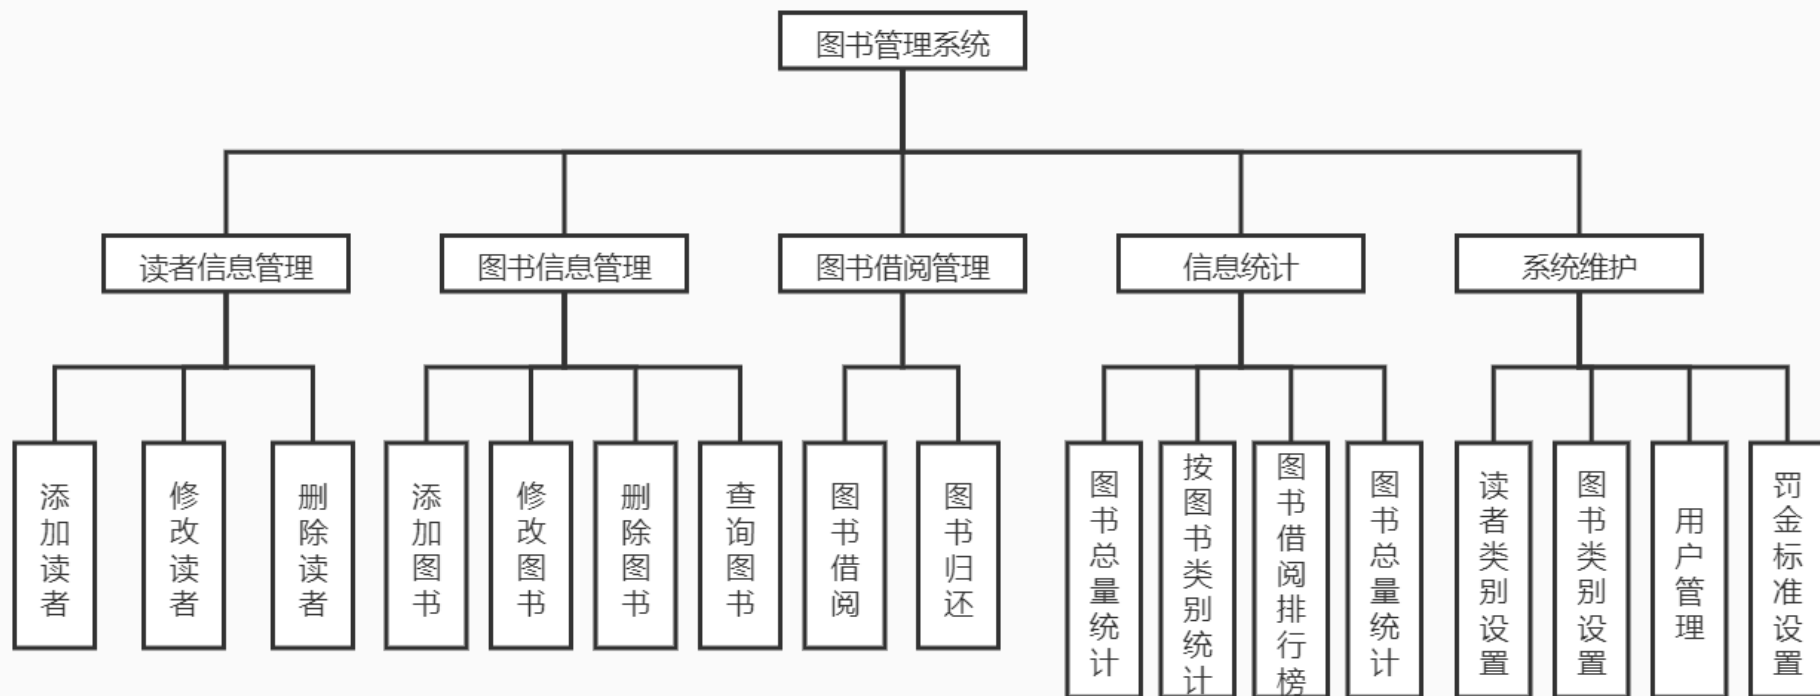 图书管理系统
读者信息管理
图书信息管理
图书借阅管理
信息统计
系统维护
添加读者
修改读者
删除读者
添加图书
修改图书
删除图书
查询图书
图书借阅
图书归还
图书总量统计
按图书类别统计
图书借阅排行榜
图书总量统计
读者类别设置
图书类别设置
用户管理
罚金标准设置